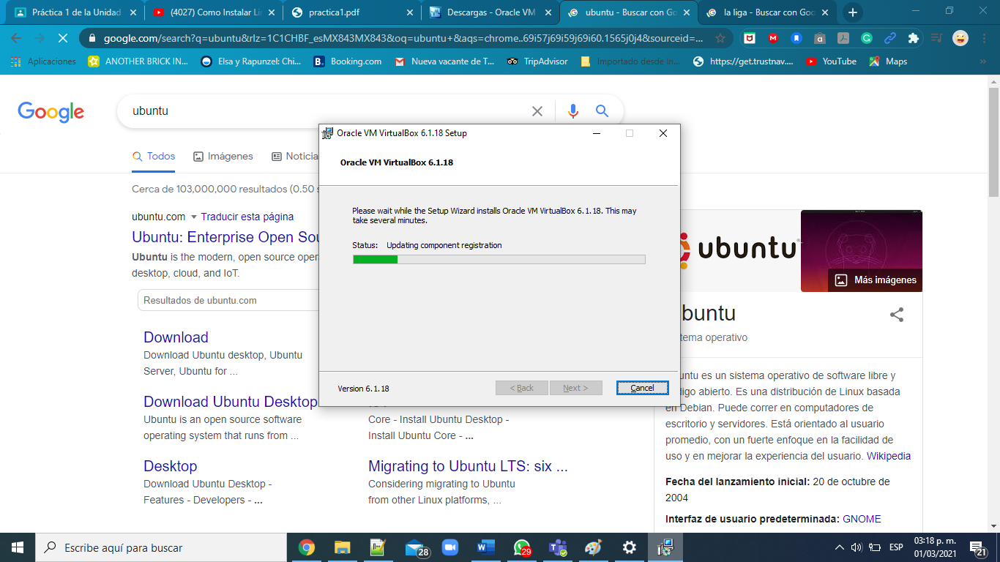 Práctica 1 de la Unidad
(4027) Como Instalar Lin
practica1.pdf
Descargas - Oracle VM
ubuntu - Buscar con Go
la liga - Buscar con Goo
google.com/search?q=ubuntu&rlz=1C1CHBF_esMX843MX843&oq=ubuntu+&aqs=chrome..69i57j69i59j69i60.1565j0j4&sourceid=...
Aplicaciones
ANOTHER BRICK IN...
Elsa y Rapunzel: Chi...
Booking.com
Nueva vacante de T...
TripAdvisor
Importado desde in...
https://get.trustnav....
YouTube
Maps
»
Google
ubuntu
Todos
Imágenes
Noticia
Cerca de 103,000,000 resultados (0.50 s
ubuntu.com
Traducir esta página
Ubuntu: Enterprise Open Sou
Ubuntu is the modern, open source oper
desktop, cloud, and IoT.
Resultados de ubuntu.com
Download
Download Ubuntu desktop, Ubuntu
Server, Ubuntu for ...
Download Ubuntu Desktop
Ubuntu is an open source software
operating system that runs from ...
Core - Install Ubuntu Desktop -
Install Ubuntu Core - ...
Desktop
Download Ubuntu Desktop -
Features - Developers - ...
Migrating to Ubuntu LTS: six ...
Considering migrating to Ubuntu
from other Linux platforms, ...
Oracle VM VirtualBox 6.1.18 Setup
Oracle VM VirtualBox 6.1.18
Please wait while the Setup Wizard installs Oracle VM VirtualBox 6.1.18. This may
take several minutes.
Status: Updating component registration
Version 6.1.18
< Back
Next >
Cancel
ubuntu®
Más imágenes
buntu
tema operativo
untu es un sistema operativo de software libre y
digo abierto. Es una distribución de Linux basada
en Debian. Puede correr en computadores de
escritorio y servidores. Está orientado al usuario
promedio, con un fuerte enfoque en la facilidad de
uso y en mejorar la experiencia del usuario. Wikipedia
Fecha del lanzamiento inicial: 20 de octubre de
2004
Interfaz de usuario predeterminada: GNOME
Escribe aquí para buscar
28
29
ESP
03:18 p. m.
01/03/2021
21